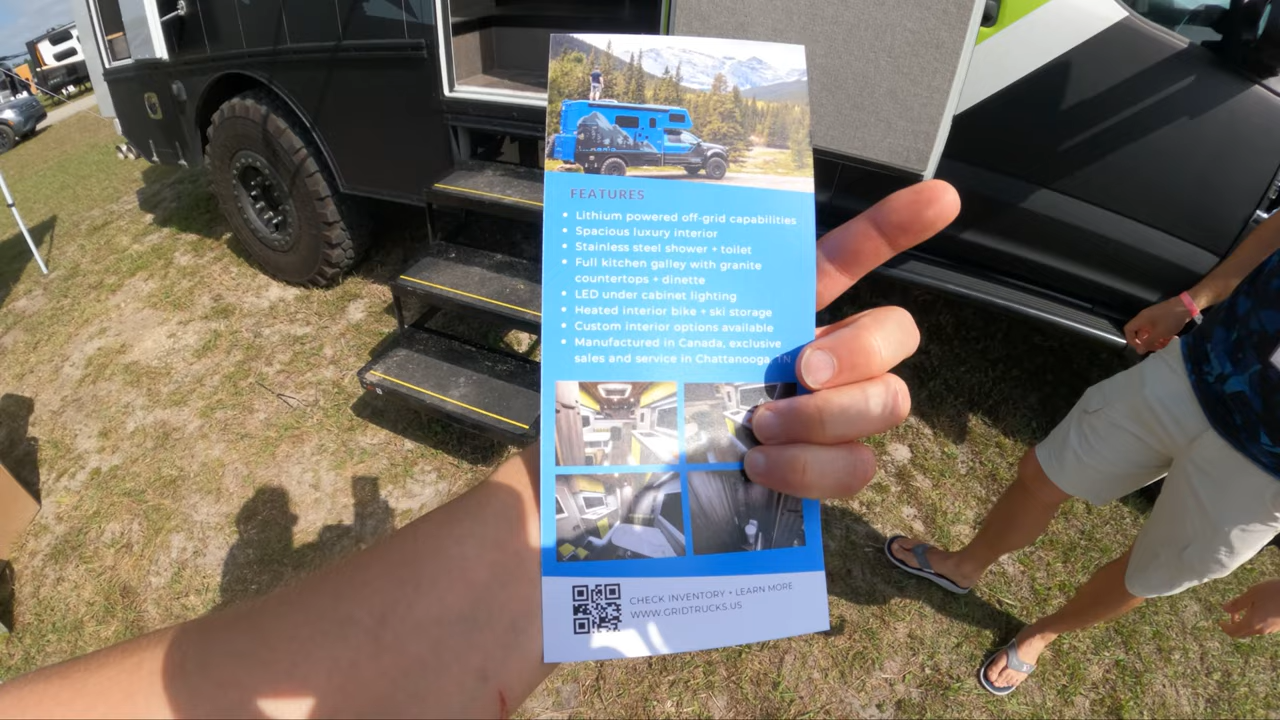 FEATURES
• Lithium powered off-grid capabilities
• Spacious luxury interior
• Stainless steel shower + toilet
• Full kitchen galley with granite
countertops + dinette
• LED under cabinet lighting
• Heated interior bike + ski storage
• Custom interior options available
• Manufactured in Canada, exclusive
sales and service in Chattanooga, TN
CHECK INVENTORY + LEARN MORE
WWW.GRIDTRUCKS.US